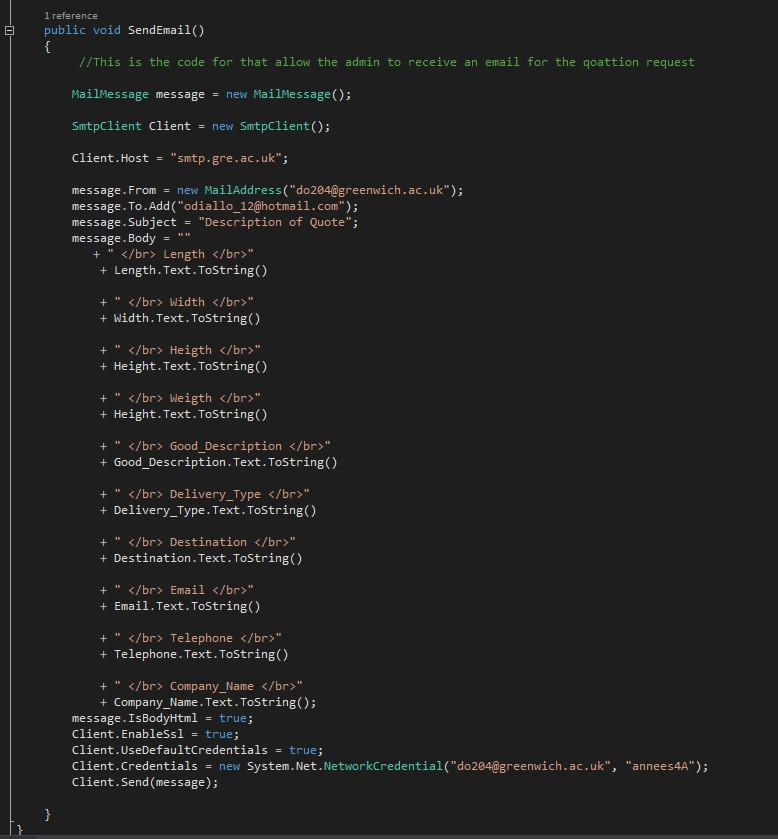 1 reference
public void SendEmail()
{
//This is the code for that allow the admin to receive an email for the qoattion request
MailMessage message = new MailMessage();
SmtpClient Client = new SmtpClient();
Client.Host = "smtp.gre.ac.uk";
message.From = new MailAddress("do204@greenwich.ac.uk");
message.To.Add("odiallo_12@hotmail.com");
message.Subject = "Description of Quote";
message.Body = ""
+ " </br> Length </br>"
+ Length.Text.ToString()
+ " </br> Width </br>"
+ Width.Text.ToString()
+ " </br> Heigth </br>"
+ Height.Text.ToString()
+ " </br> Weigth </br>"
+ Height.Text.ToString()
+ " </br> Good_Description </br>"
+ Good_Description.Text.ToString()
+ " </br> Delivery_Type </br>"
+ Delivery_Type.Text.ToString()
+ " </br> Destination </br>"
+ Destination.Text.ToString()
+ " </br> Email </br>"
+ Email.Text.ToString()
+ " </br> Telephone </br>"
+ Telephone.Text.ToString()
+ " </br> Company_Name </br>"
+ Company_Name.Text.ToString();
message.IsBodyHtml = true;
Client.EnableSsl = true;
Client.UseDefaultCredentials = true;
Client.Credentials = new System.Net.NetworkCredential("do204@greenwich.ac.uk", "annees4A");
Client.Send(message);
}
}